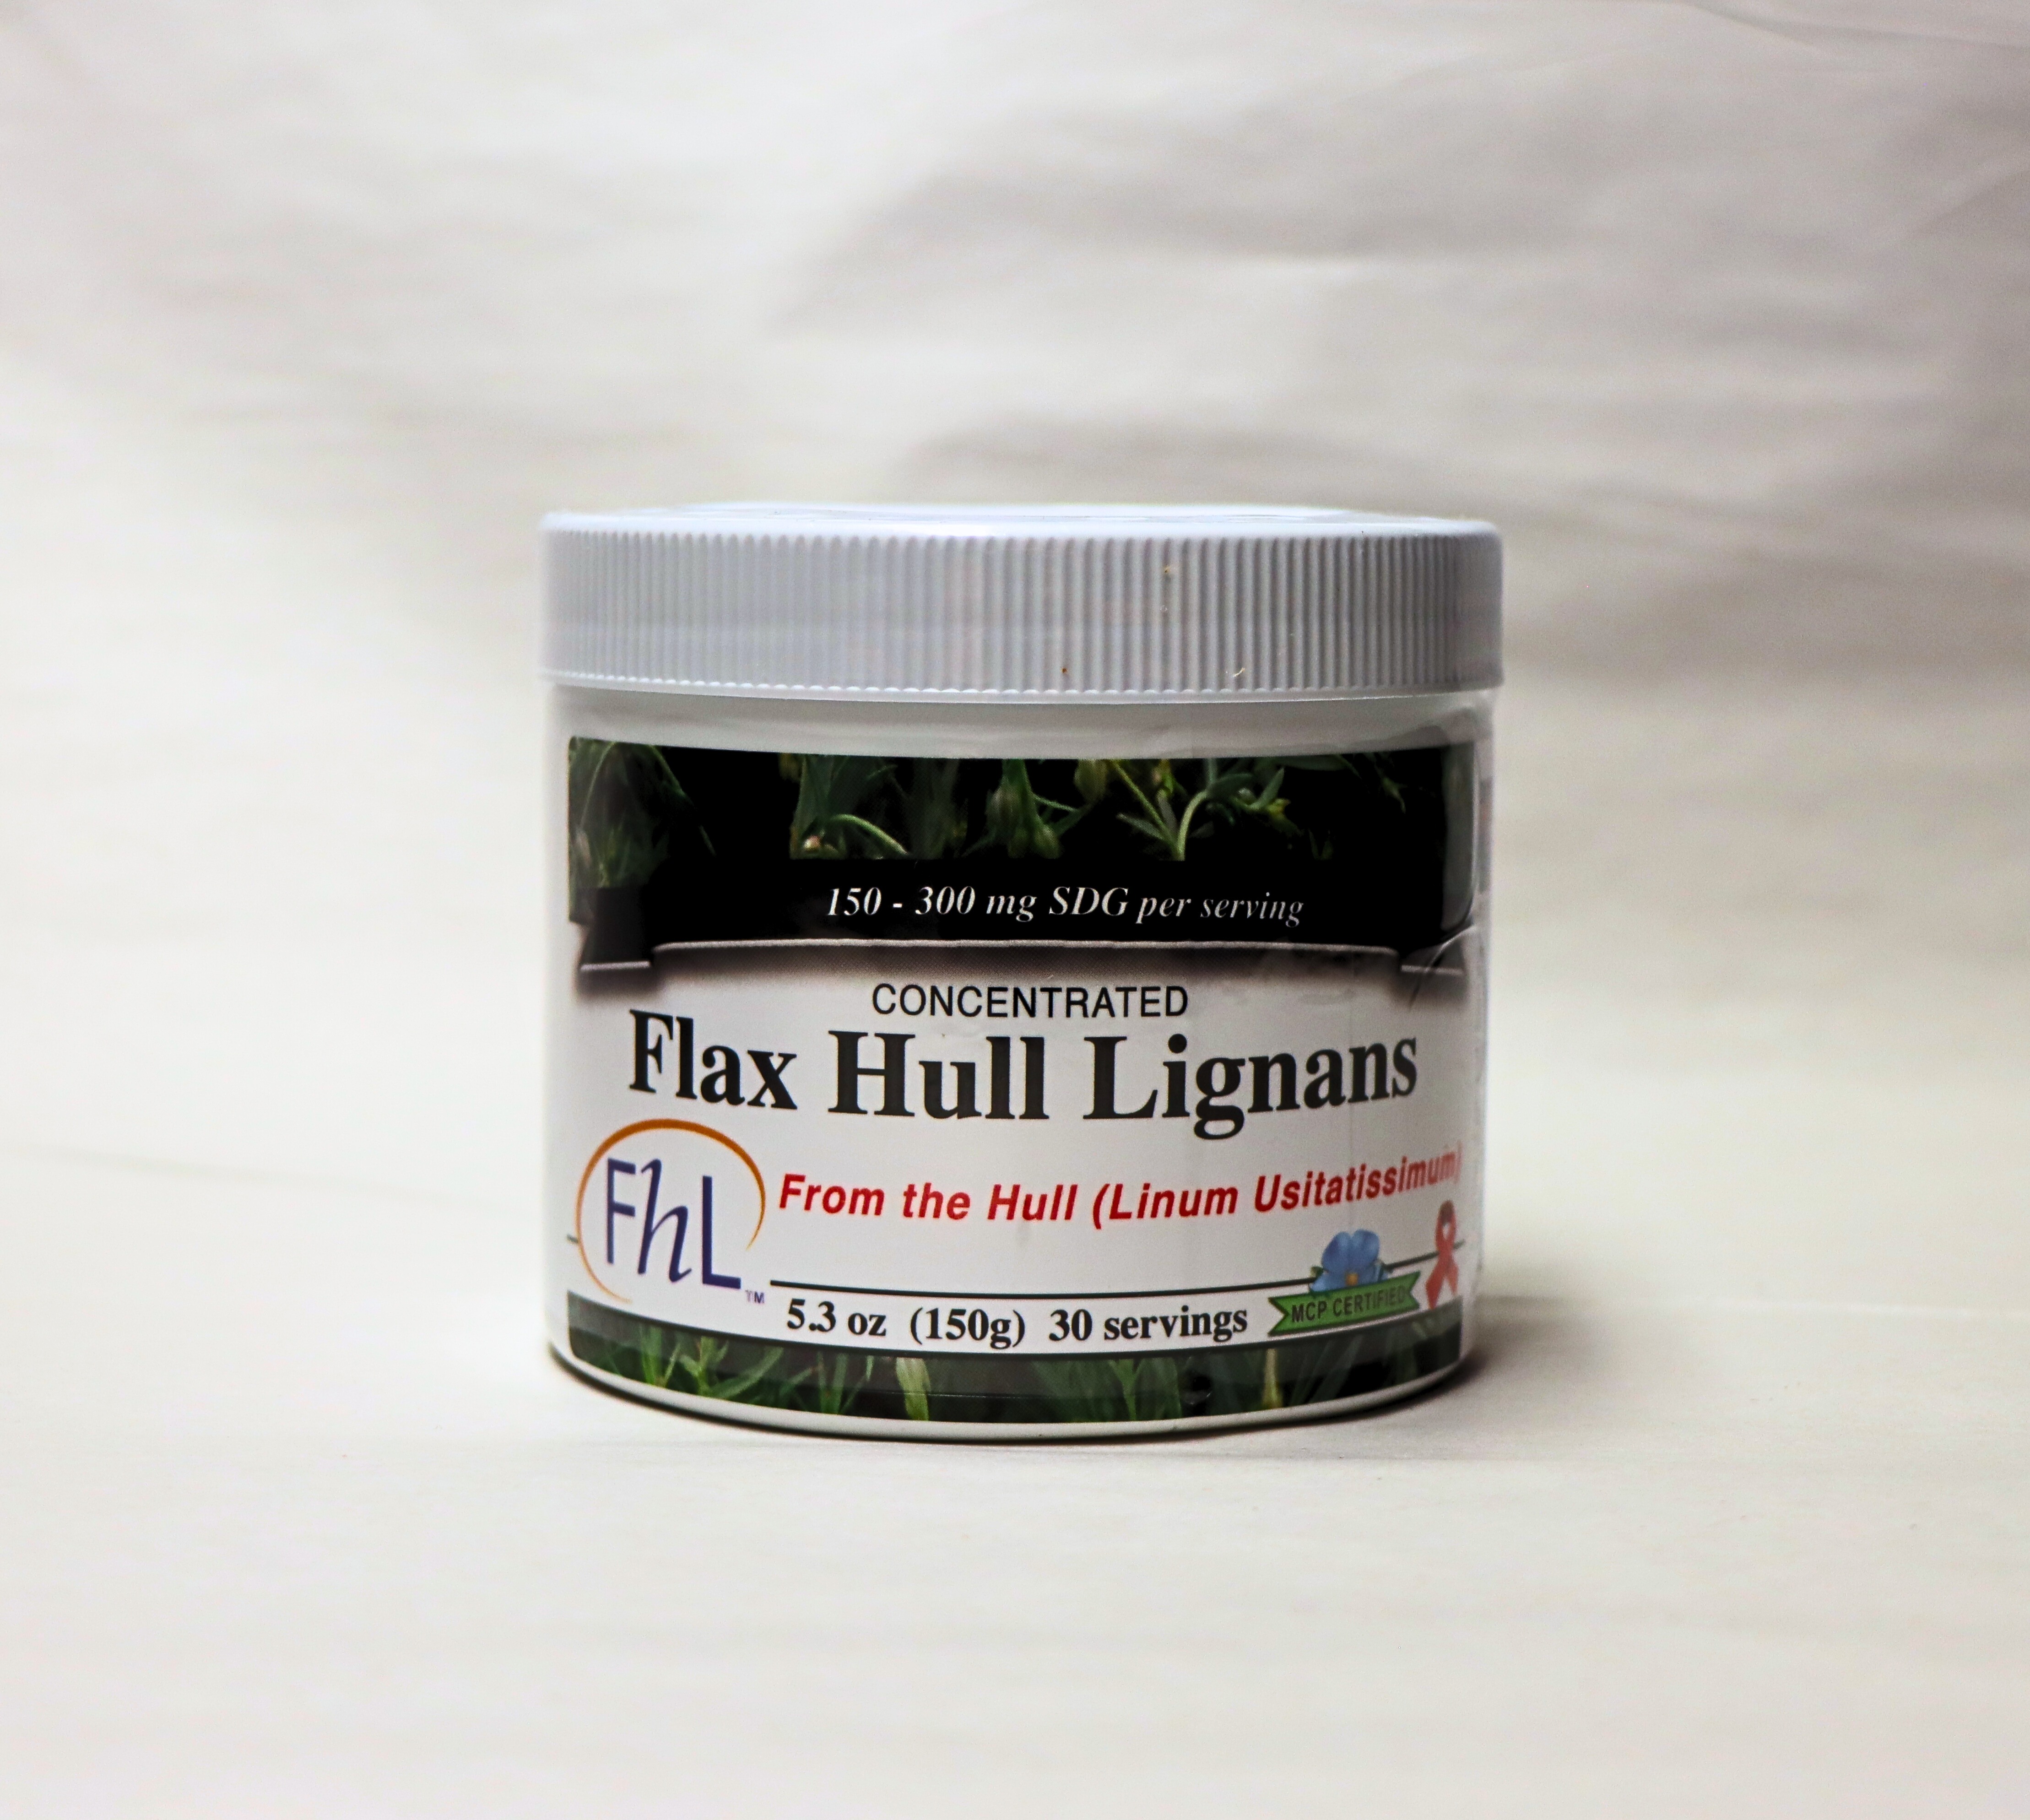 150 - 300 mg SDG per serving
CONCENTRATED
Flax Hull Lignans
FhL™
From the Hull (Linum Usitatissimum)
MCP CERTIFIED
5.3 oz (150g) 30 servings